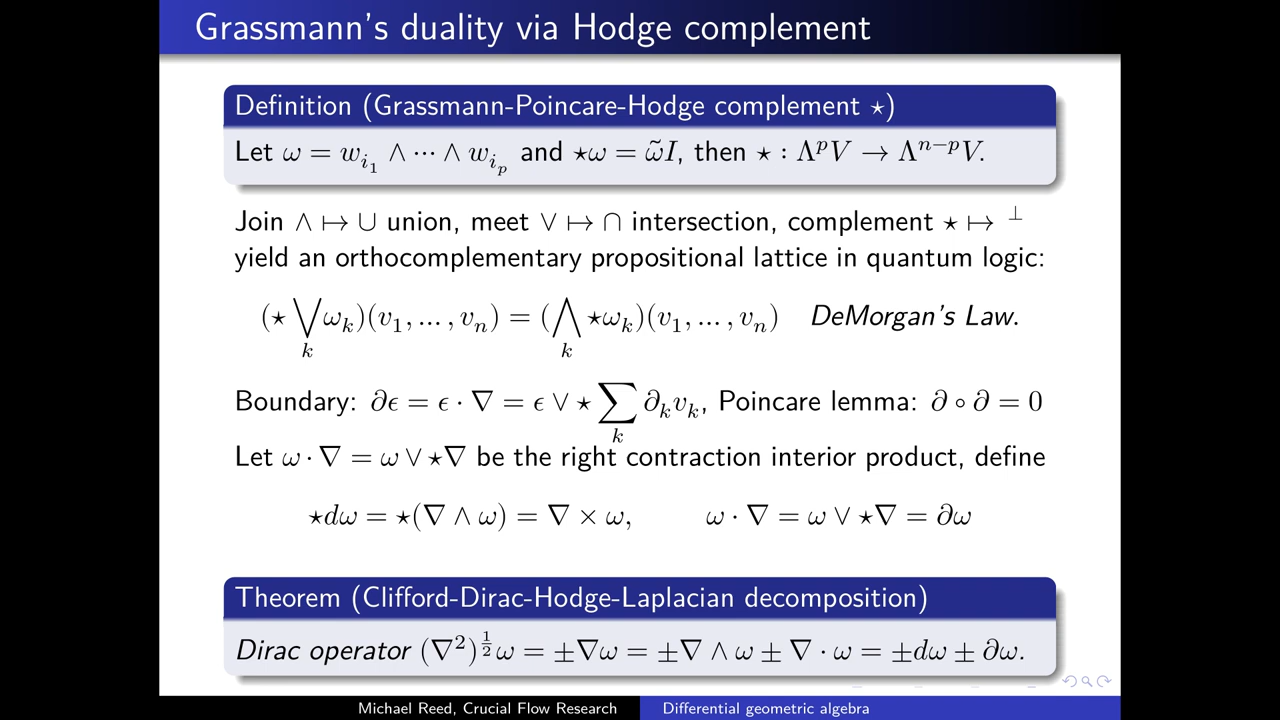 Grassmann's duality via Hodge complement
Definition (Grassmann-Poincare-Hodge complement ⋆)
Let ω = w_{i_1} ∧ ⋯ ∧ w_{i_p} and ⋆ω = ω̃I, then ⋆ : Λ^pV → Λ^{n−p}V.
Join ∧ ↦ ∪ union, meet ∨ ↦ ∩ intersection, complement ⋆ ↦ ^⊥
yield an orthocomplementary propositional lattice in quantum logic:
(⋆ ⋁_k ω_k)(v_1, … , v_n) = (⋀_k ⋆ω_k)(v_1, … , v_n) DeMorgan's Law.
Boundary: ∂ϵ = ϵ · ∇ = ϵ ∨ ⋆ ∑_k ∂_k v_k, Poincare lemma: ∂ ∘ ∂ = 0
Let ω · ∇ = ω ∨ ⋆∇ be the right contraction interior product, define
⋆dω = ⋆(∇ ∧ ω) = ∇ × ω, ω · ∇ = ω ∨ ⋆∇ = ∂ω
Theorem (Clifford-Dirac-Hodge-Laplacian decomposition)
Dirac operator (∇²)^{1/2} ω = ±∇ω = ±∇ ∧ ω ± ∇ · ω = ±dω ± ∂ω.
Michael Reed, Crucial Flow Research Differential geometric algebra